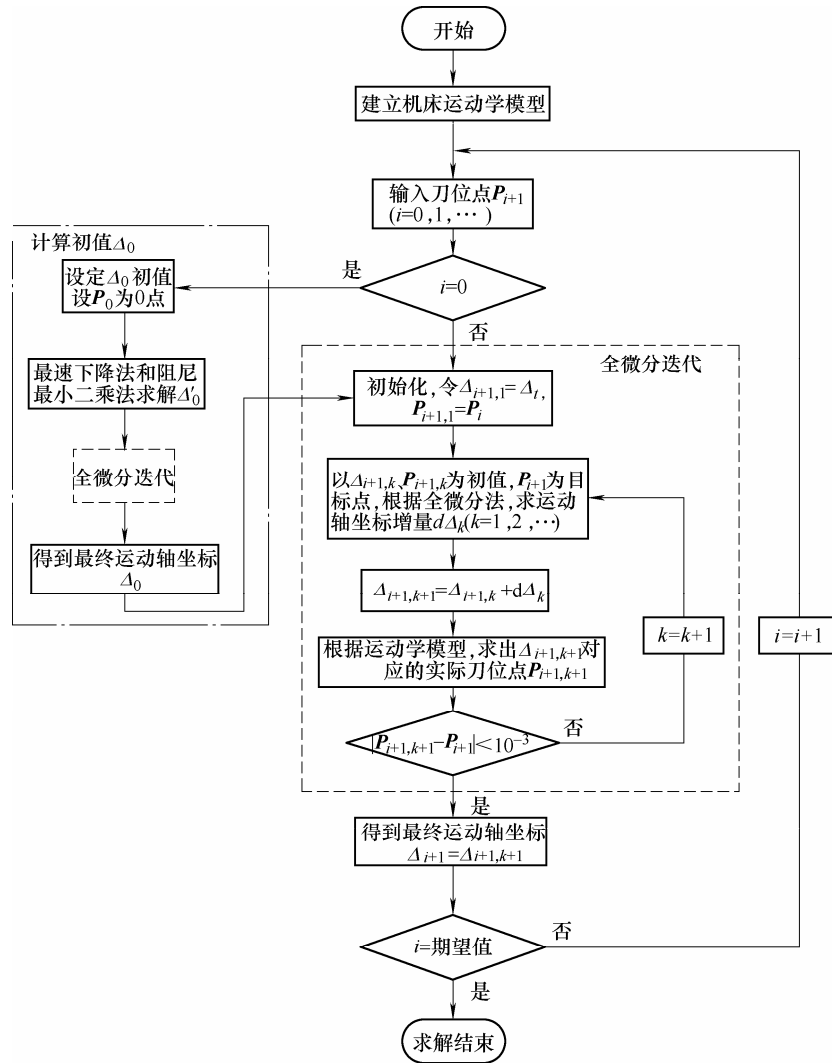 开始
建立机床运动学模型
输入刀位点P_{i+1}
(i=0,1,…)
i=0
是
否
计算初值Δ_0
设定Δ_0初值
设P_0为0点
最速下降法和阻尼
最小二乘法求解Δ'_0
全微分迭代
得到最终运动轴坐标
Δ_0
全微分迭代
初始化,令Δ_{i+1,1}=Δ_t,
P_{i+1,1}=P_i
以Δ_{i+1,k}、P_{i+1,k}为初值,P_{i+1}为目
标点,根据全微分法,求运动
轴坐标增量dΔ_k(k=1,2,…)
Δ_{i+1,k+1}=Δ_{i+1,k}+dΔ_k
根据运动学模型,求出Δ_{i+1,k+1}对
应的实际刀位点P_{i+1,k+1}
|P_{i+1,k+1}-P_{i+1}|<10^{-3}
否
k=k+1
i=i+1
是
得到最终运动轴坐标
Δ_{i+1}=Δ_{i+1,k+1}
i=期望值
否
是
求解结束